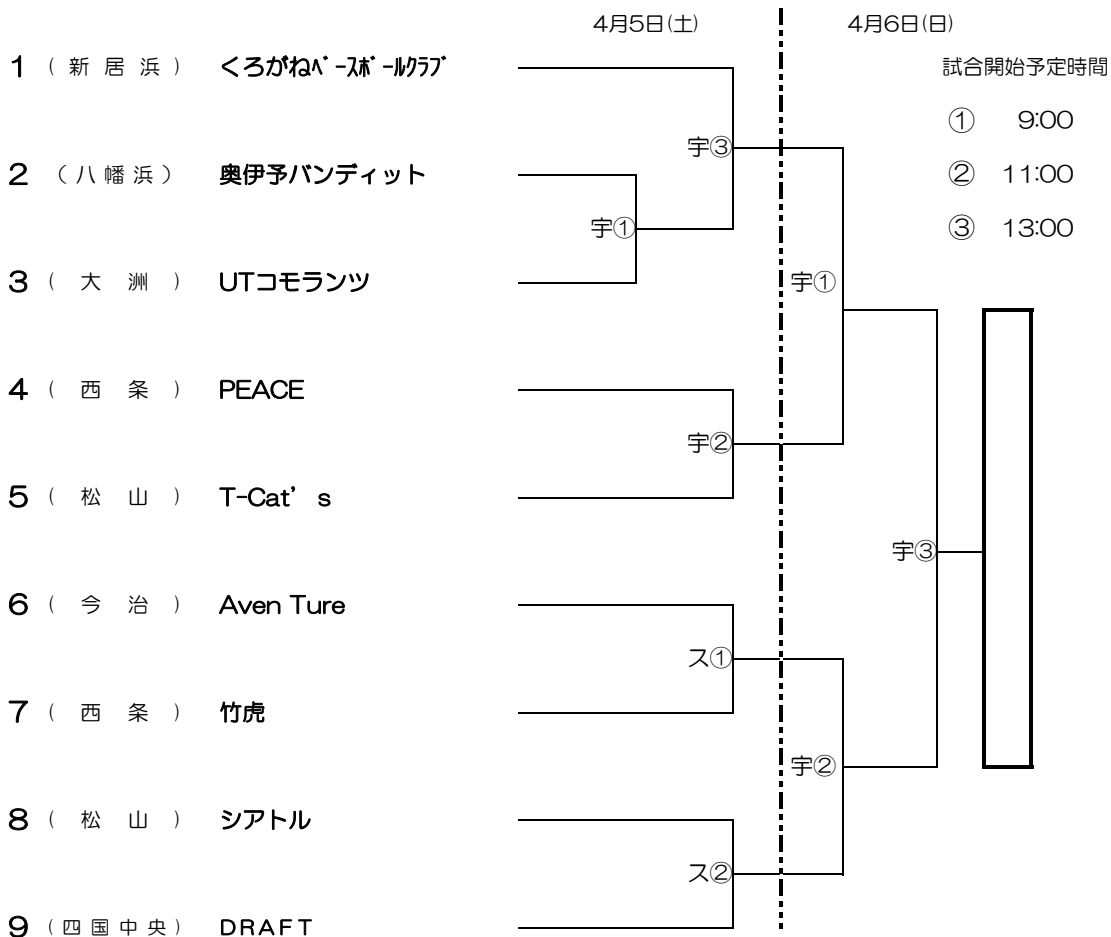 4月5日(土) 4月6日(日)
1 (新居浜) くろがねﾍﾞｰｽﾎﾞｰﾙｸﾗﾌﾞ 試合開始予定時間
① 9:00
宇③
2 (八幡浜) 奥伊予バンディット ② 11:00
宇① ③ 13:00
3 (大洲) UTコモランツ 宇①
4 (西条) PEACE
宇②
5 (松山) T-Cat’s
宇③
6 (今治) Aven Ture
ス①
7 (西条) 竹虎
宇②
8 (松山) シアトル
ス②
9 (四国中央) DRAFT